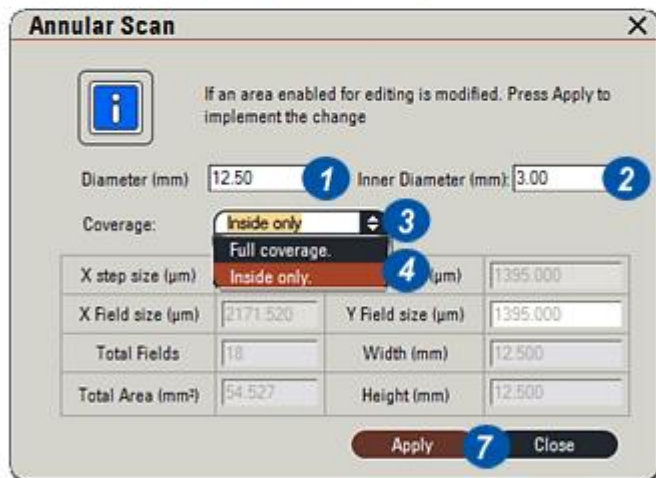 Annular Scan
If an area enabled for editing is modified. Press Apply to
implement the change
Diameter (mm) 12.50 1 Inner Diameter (mm): 3.00 2
Coverage: Inside only 3
Full coverage.
X step size (µm) Inside only. 4 (µm) 1395.000
X Field size (µm) 2171.520 Y Field size (µm) 1395.000
Total Fields 18 Width (mm) 12.500
Total Area (mm²) 54.527 Height (mm) 12.500
Apply 7 Close